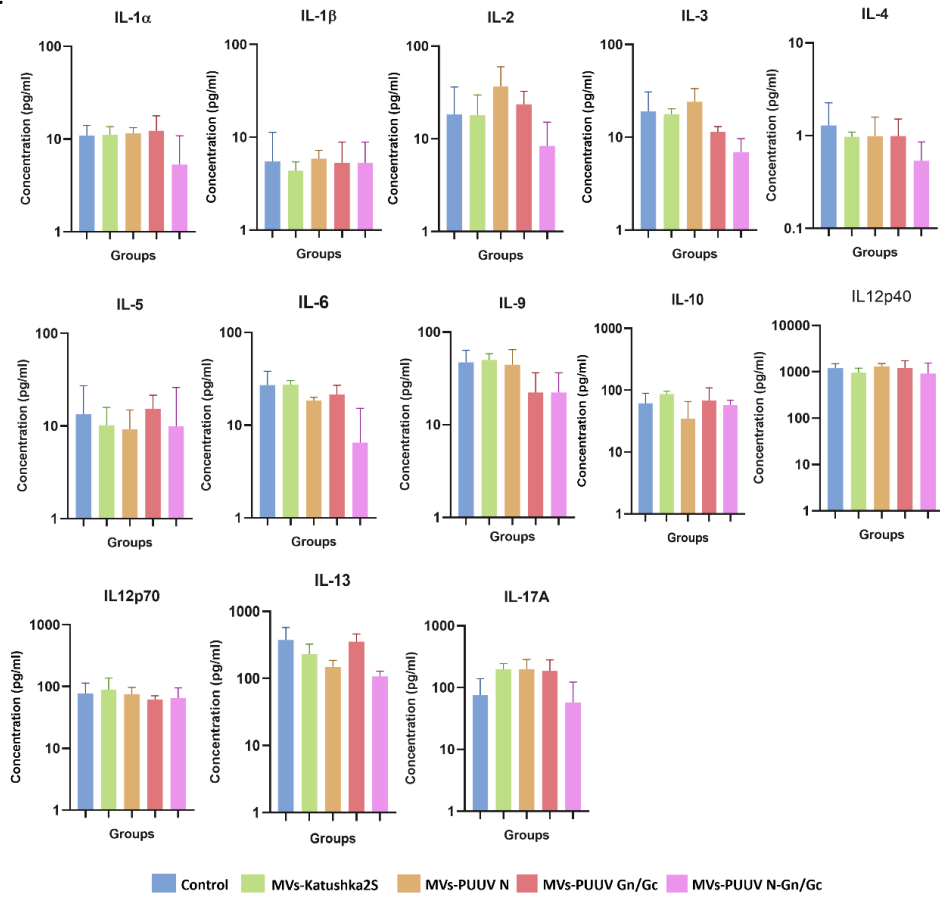 IL-1α
IL-1β
IL-2
IL-3
IL-4
Concentration (pg/ml)
100
10
1
Groups
Concentration (pg/ml)
100
10
1
Groups
Concentration (pg/ml)
100
10
1
Groups
Concentration (pg/ml)
100
10
1
Groups
Concentration (pg/ml)
10
1
0.1
Groups
IL-5
IL-6
IL-9
IL-10
IL12p40
Concentration (pg/ml)
100
10
1
Groups
Concentration (pg/ml)
100
10
1
Groups
Concentration (pg/ml)
100
10
1
Groups
Concentration (pg/ml)
1000
100
10
1
Groups
Concentration (pg/ml)
10000
1000
100
10
1
Groups
IL12p70
IL-13
IL-17A
Concentration (pg/ml)
1000
100
10
1
Groups
Concentration (pg/ml)
1000
100
10
1
Groups
Concentration (pg/ml)
1000
100
10
1
Groups
Control MVs-Katushka2S MVs-PUUV N MVs-PUUV Gn/Gc MVs-PUUV N-Gn/Gc